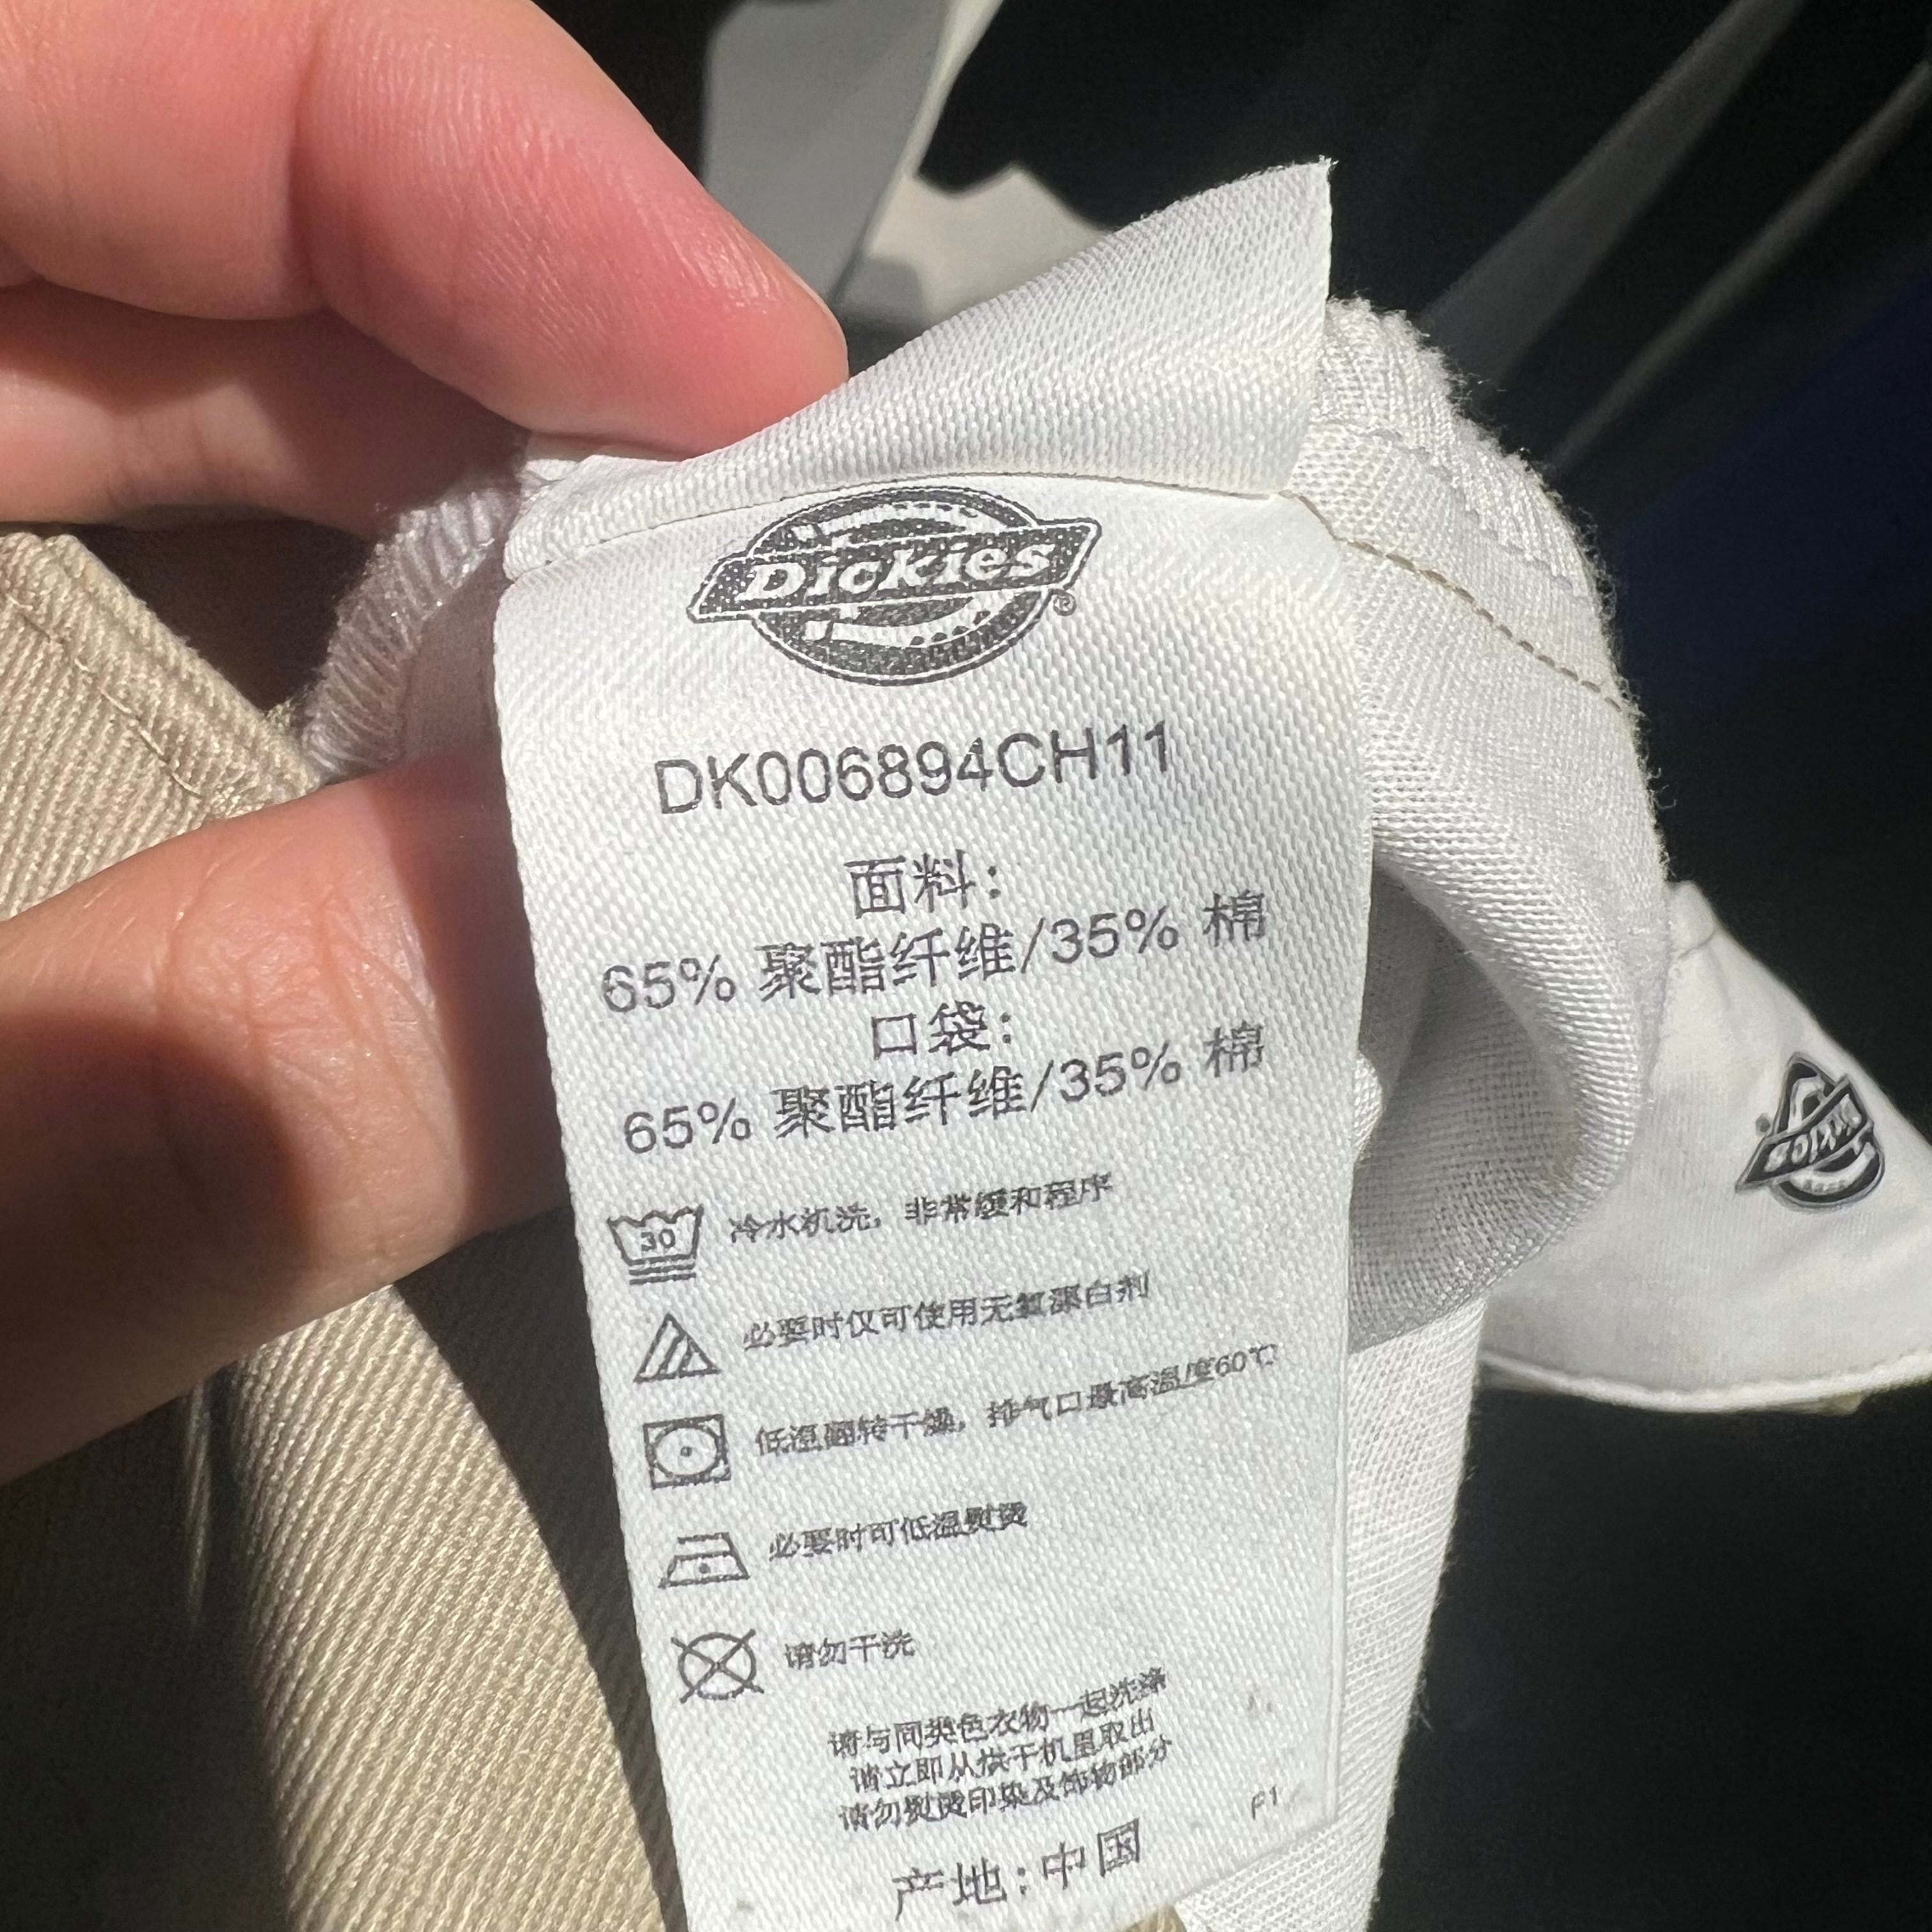 Dickies®
DK006894CH11
面料:
65% 聚酯纤维/35% 棉
口袋:
65% 聚酯纤维/35% 棉
30 冷水机洗，非常缓和程序
必要时仅可使用无氯漂白剂
低温翻转干燥，排气口最高温度60℃
必要时可低温熨烫
请勿干洗
请与同类色衣物一起洗涤
请立即从烘干机里取出
请勿熨烫印染及饰物部分
F1
产地:中国
Dickies